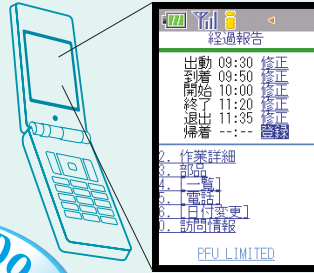 経過報告
出動 09:30 修正
到着 09:50 修正
開始 10:00 修正
終了 11:20 修正
退出 11:35 修正
帰着 --:-- 登録
2. 作業詳細
3. 部品
4. [一覧]
5. [電話]
6. [日付変更]
0. 訪問情報
PFU LIMITED